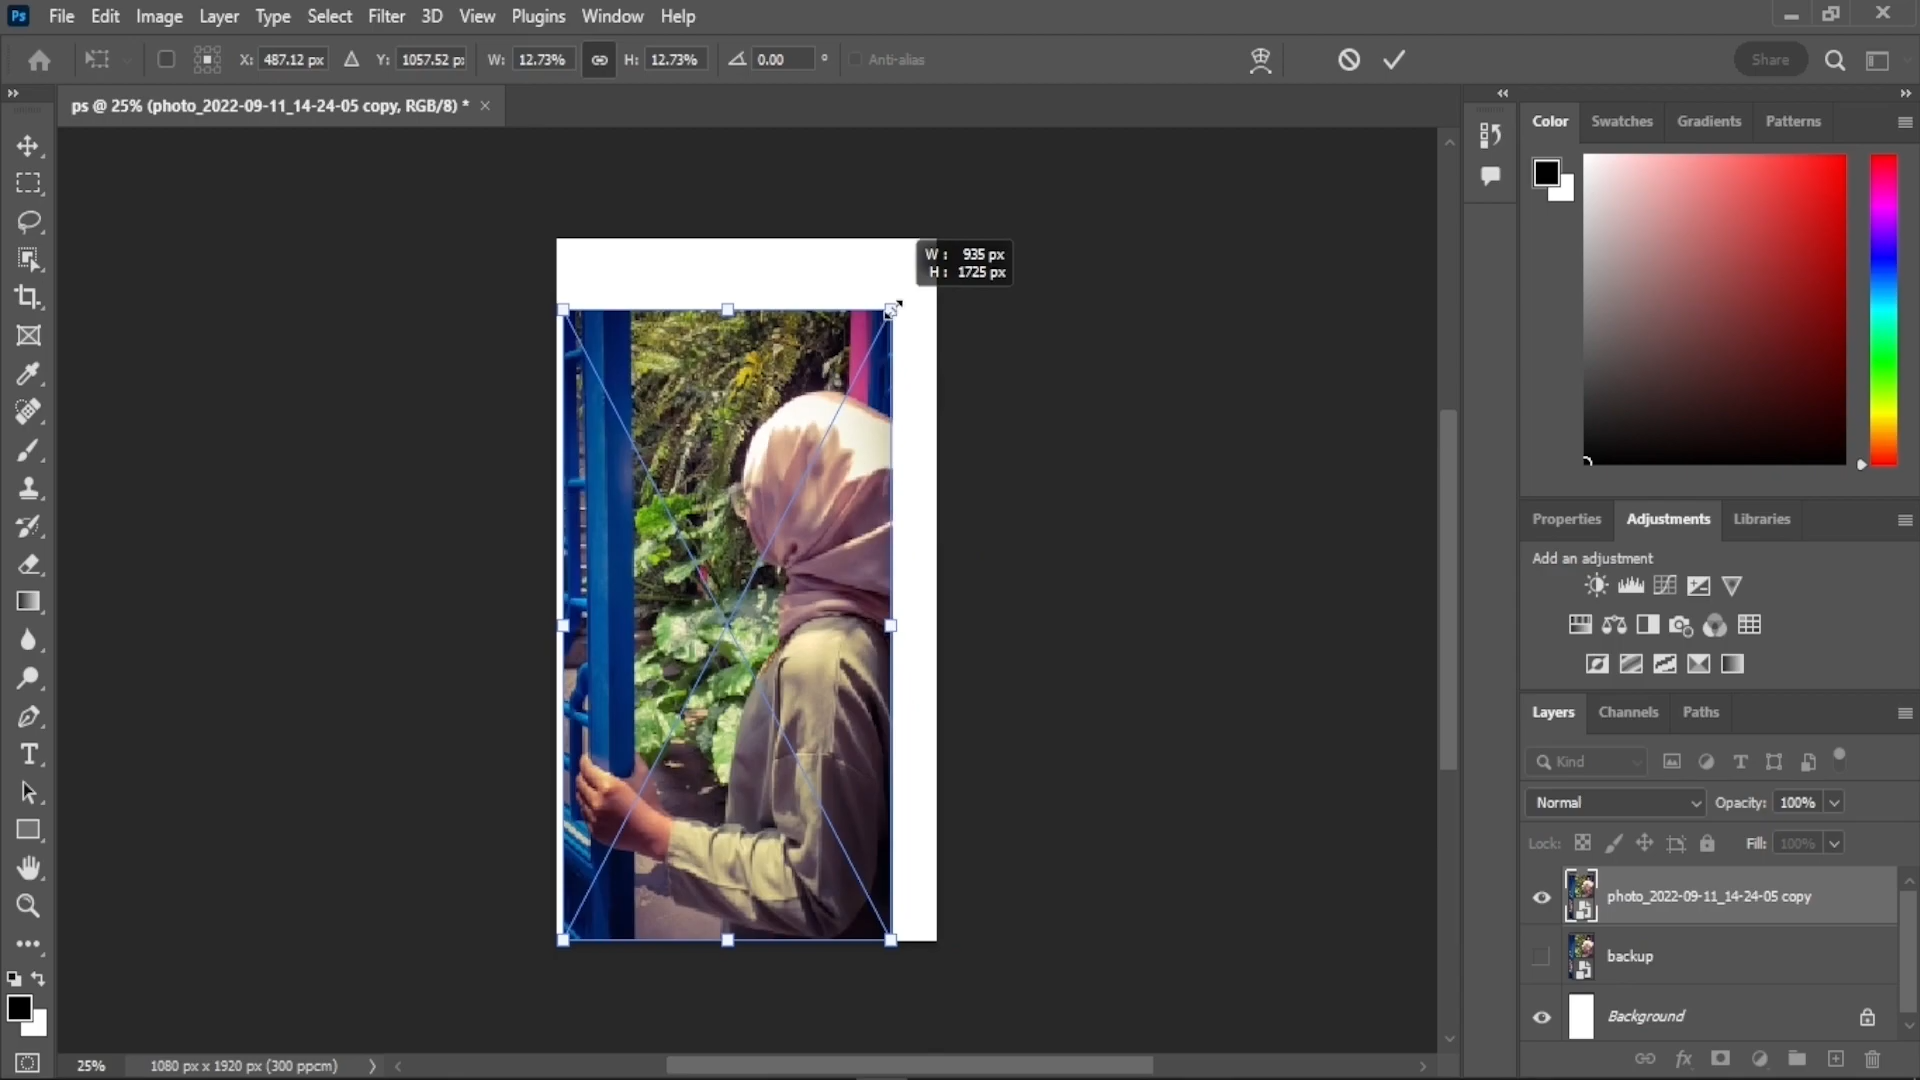 Ps File Edit Image Layer Type Select Filter 3D View Plugins Window Help
X: 487.12 px Y: 1057.52 p W: 12.73% H: 12.73% 0.00 ° Anti-alias Share
ps @ 25% (photo_2022-09-11_14-24-05 copy, RGB/8) * ×
Color Swatches Gradients Patterns
W : 935 px
H : 1725 px
Properties Adjustments Libraries
Add an adjustment
Layers Channels Paths
Kind
Normal Opacity: 100%
Lock: Fill: 100%
photo_2022-09-11_14-24-05 copy
backup
Background
25% 1080 px x 1920 px (300 ppcm)
fx